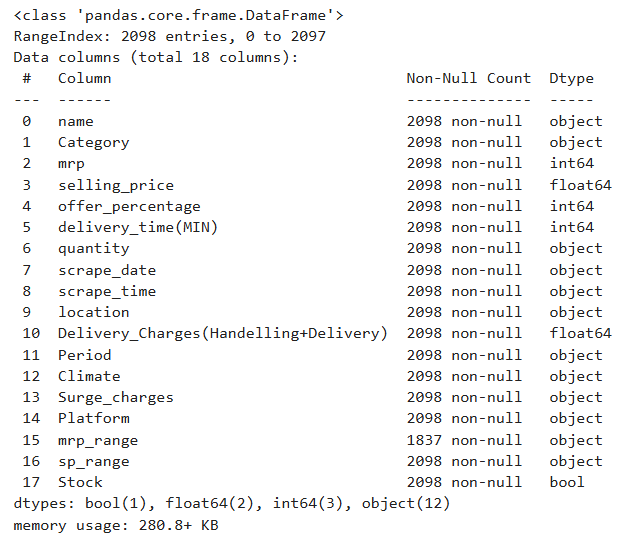 <class 'pandas.core.frame.DataFrame'>
RangeIndex: 2098 entries, 0 to 2097
Data columns (total 18 columns):
 #   Column                                Non-Null Count  Dtype
---  ------                                --------------  -----
 0   name                                  2098 non-null   object
 1   Category                              2098 non-null   object
 2   mrp                                   2098 non-null   int64
 3   selling_price                         2098 non-null   float64
 4   offer_percentage                      2098 non-null   int64
 5   delivery_time(MIN)                    2098 non-null   int64
 6   quantity                              2098 non-null   object
 7   scrape_date                           2098 non-null   object
 8   scrape_time                           2098 non-null   object
 9   location                              2098 non-null   object
 10  Delivery_Charges(Handelling+Delivery)  2098 non-null   float64
 11  Period                                2098 non-null   object
 12  Climate                               2098 non-null   object
 13  Surge_charges                         2098 non-null   object
 14  Platform                              2098 non-null   object
 15  mrp_range                             1837 non-null   object
 16  sp_range                              2098 non-null   object
 17  Stock                                 2098 non-null   bool
dtypes: bool(1), float64(2), int64(3), object(12)
memory usage: 280.8+ KB